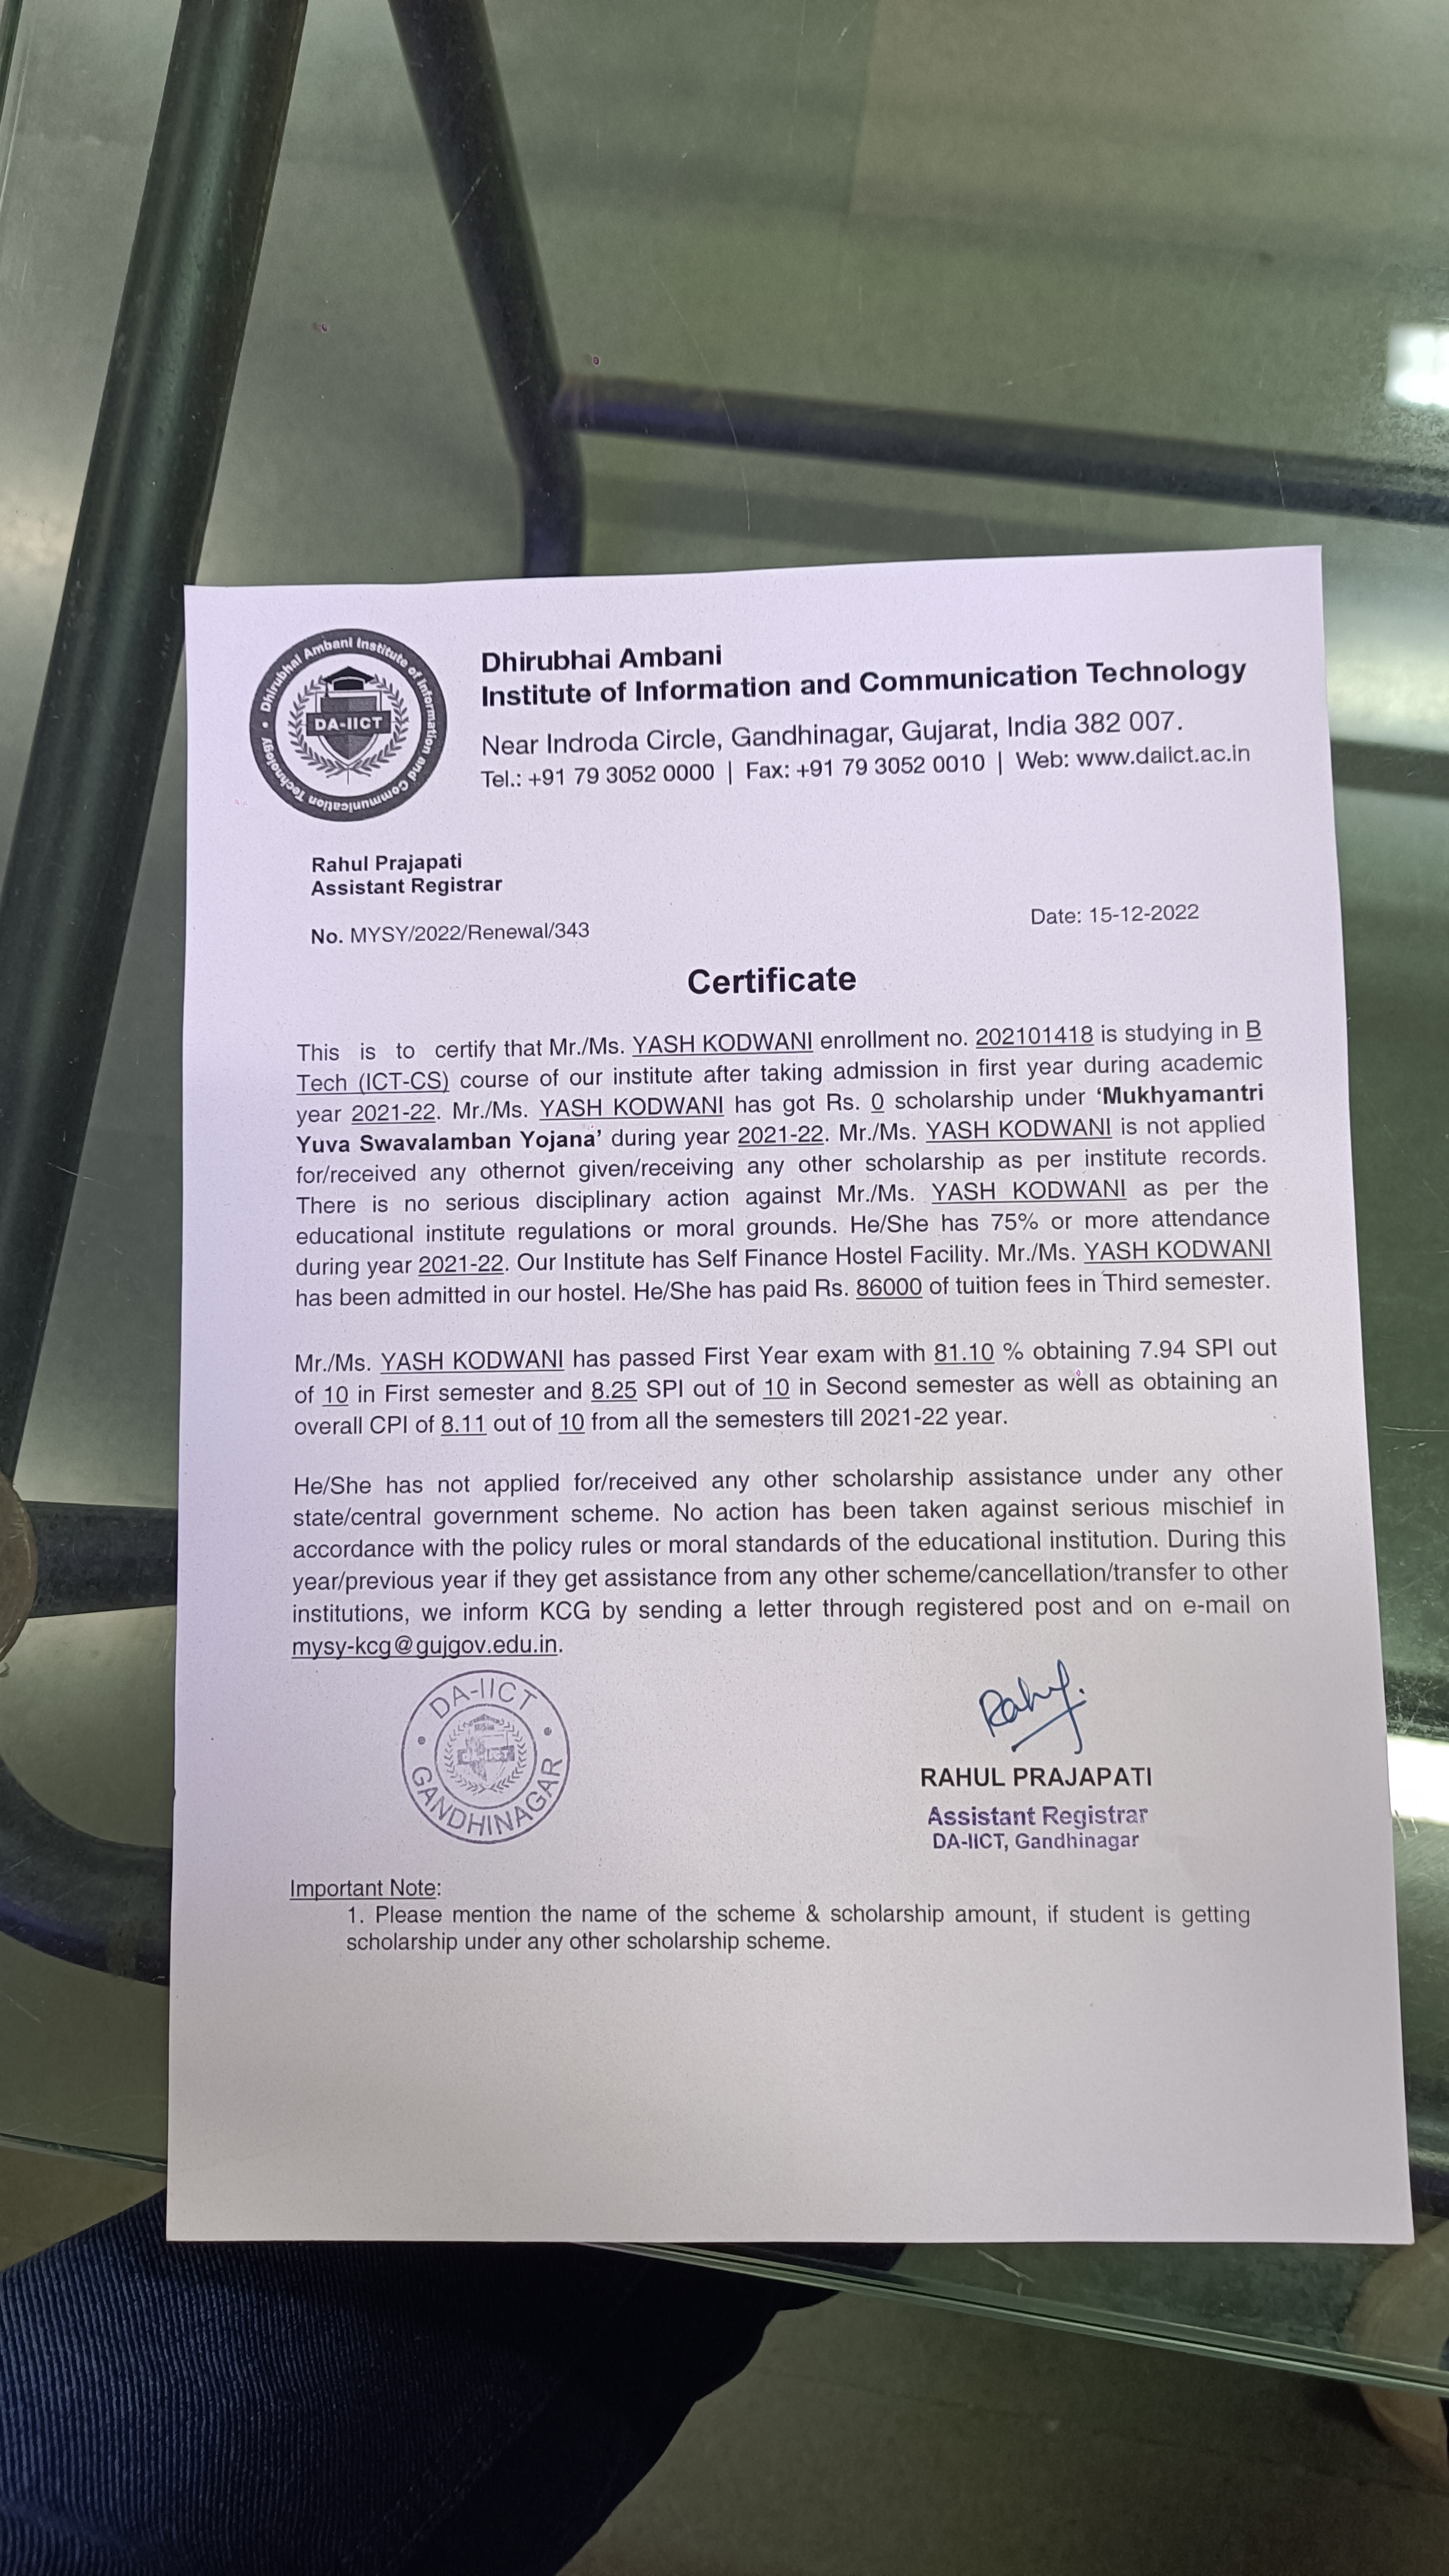 Dhirubhai Ambani Institute of Information and Communication Technology
DA-IICT
Dhirubhai Ambani
Institute of Information and Communication Technology
Near Indroda Circle, Gandhinagar, Gujarat, India 382 007.
Tel.: +91 79 3052 0000 | Fax: +91 79 3052 0010 | Web: www.daiict.ac.in
Rahul Prajapati
Assistant Registrar
No. MYSY/2022/Renewal/343
Date: 15-12-2022
Certificate
This is to certify that Mr./Ms. YASH KODWANI enrollment no. 202101418 is studying in B
Tech (ICT-CS) course of our institute after taking admission in first year during academic
year 2021-22. Mr./Ms. YASH KODWANI has got Rs. 0 scholarship under ‘Mukhyamantri
Yuva Swavalamban Yojana’ during year 2021-22. Mr./Ms. YASH KODWANI is not applied
for/received any othernot given/receiving any other scholarship as per institute records.
There is no serious disciplinary action against Mr./Ms. YASH KODWANI as per the
educational institute regulations or moral grounds. He/She has 75% or more attendance
during year 2021-22. Our Institute has Self Finance Hostel Facility. Mr./Ms. YASH KODWANI
has been admitted in our hostel. He/She has paid Rs. 86000 of tuition fees in Third semester.
Mr./Ms. YASH KODWANI has passed First Year exam with 81.10 % obtaining 7.94 SPI out
of 10 in First semester and 8.25 SPI out of 10 in Second semester as well as obtaining an
overall CPI of 8.11 out of 10 from all the semesters till 2021-22 year.
He/She has not applied for/received any other scholarship assistance under any other
state/central government scheme. No action has been taken against serious mischief in
accordance with the policy rules or moral standards of the educational institution. During this
year/previous year if they get assistance from any other scheme/cancellation/transfer to other
institutions, we inform KCG by sending a letter through registered post and on e-mail on
mysy-kcg@gujgov.edu.in.
DA-IICT
GANDHINAGAR
Rahul.
RAHUL PRAJAPATI
Assistant Registrar
DA-IICT, Gandhinagar
Important Note:
1. Please mention the name of the scheme & scholarship amount, if student is getting
scholarship under any other scholarship scheme.